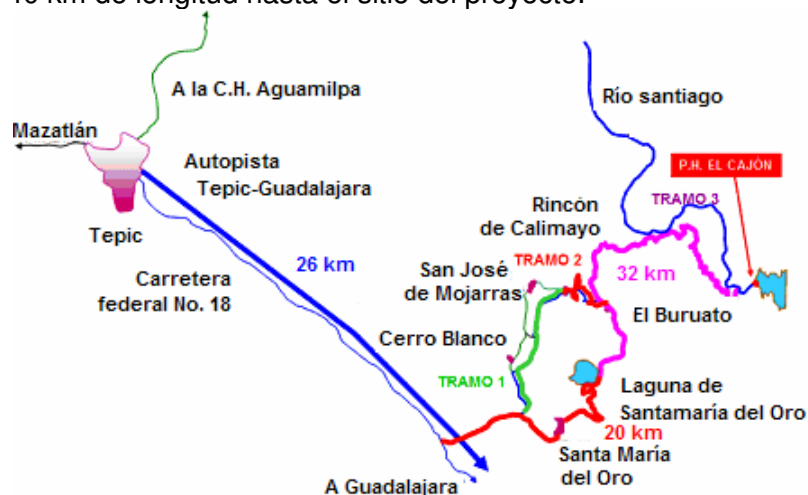 A la C.H. Aguamilpa
Río santiago
Mazatlán
P.H. EL CAJÓN
Autopista
Tepic-Guadalajara
Rincón
de Calimayo
TRAMO 3
Tepic
26 km
TRAMO 2
San José
de Mojarras
32 km
Carretera
federal No. 18
El Buruato
Cerro Blanco
TRAMO 1
Laguna de
Santamaría del Oro
20 km
Santa María
del Oro
A Guadalajara